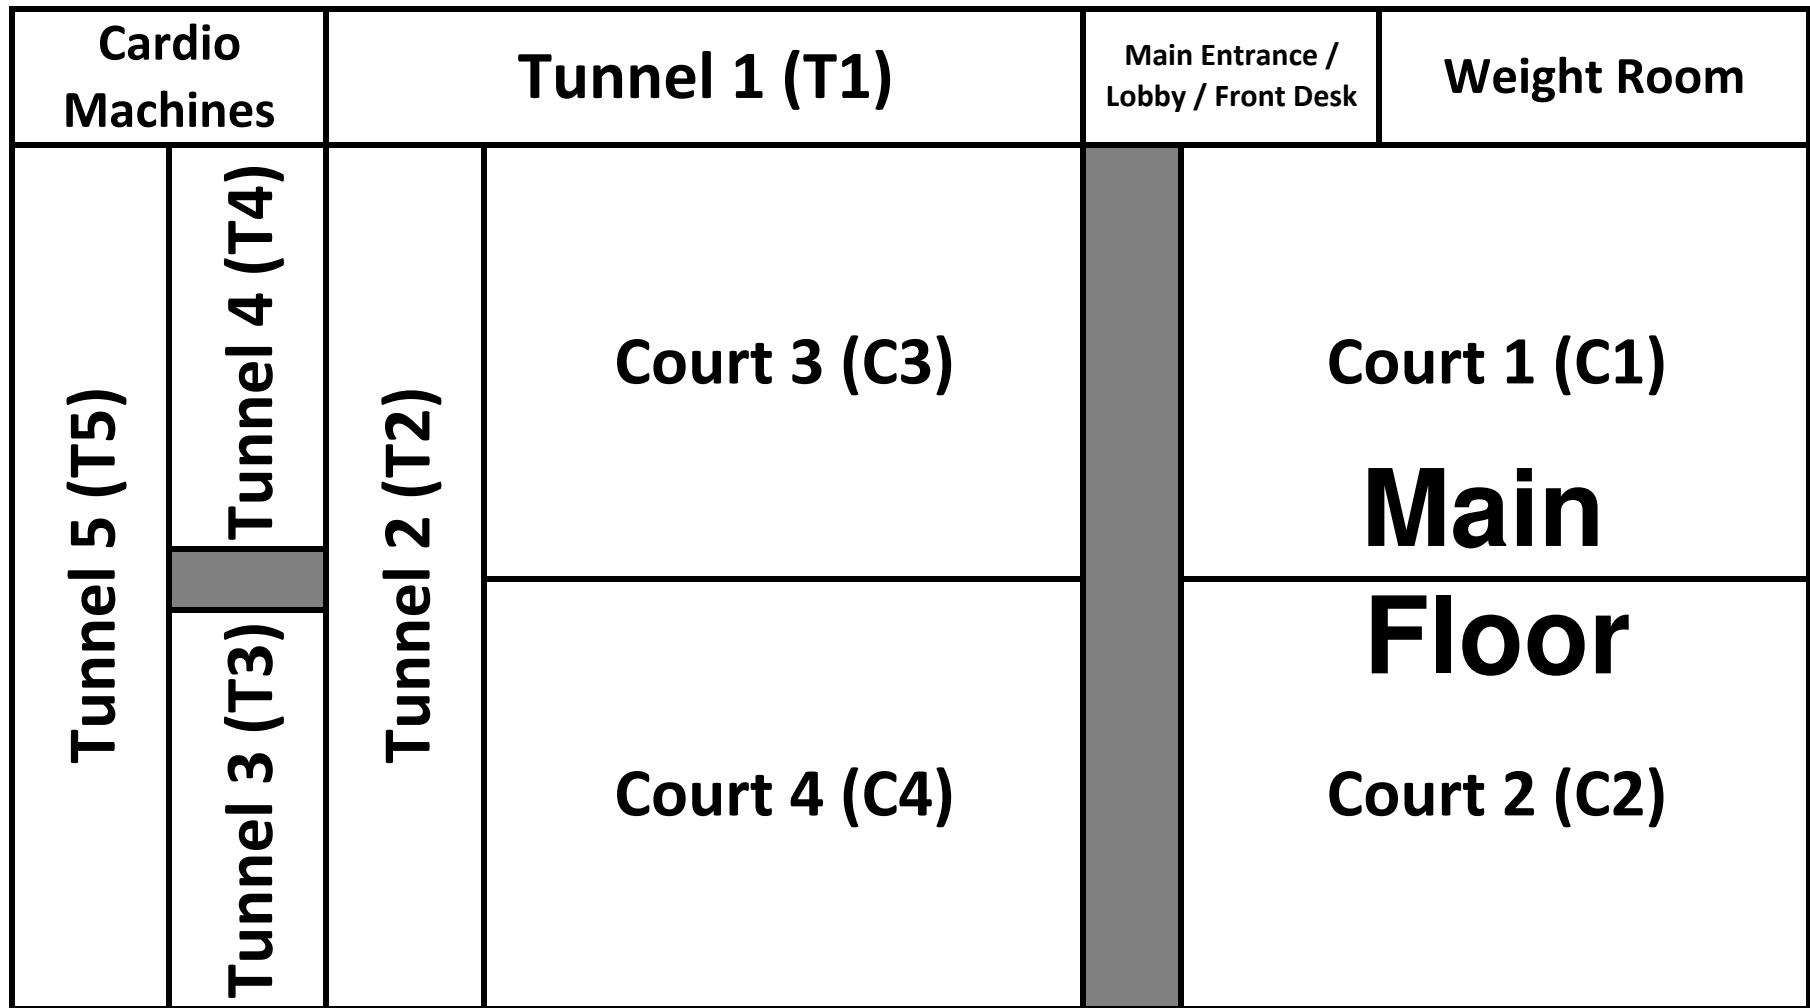 Cardio
Machines
Tunnel 1 (T1)
Main Entrance /
Lobby / Front Desk
Weight Room
Tunnel 5 (T5)
Tunnel 4 (T4)
Tunnel 3 (T3)
Tunnel 2 (T2)
Court 3 (C3)
Court 4 (C4)
Court 1 (C1)
Main
Floor
Court 2 (C2)